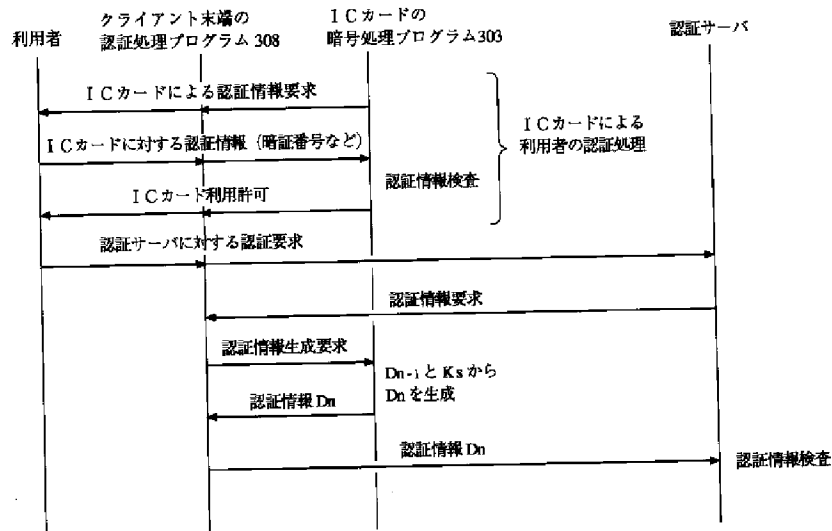 利用者
クライアント末端の
認証処理プログラム 308
ＩＣカードの
暗号処理プログラム303
認証サーバ
ＩＣカードによる認証情報要求
ＩＣカードに対する認証情報（暗証番号など）
ＩＣカードによる
利用者の認証処理
認証情報検査
ＩＣカード利用許可
認証サーバに対する認証要求
認証情報要求
認証情報生成要求
Dn-1とKsから
Dnを生成
認証情報 Dn
認証情報 Dn
認証情報検査